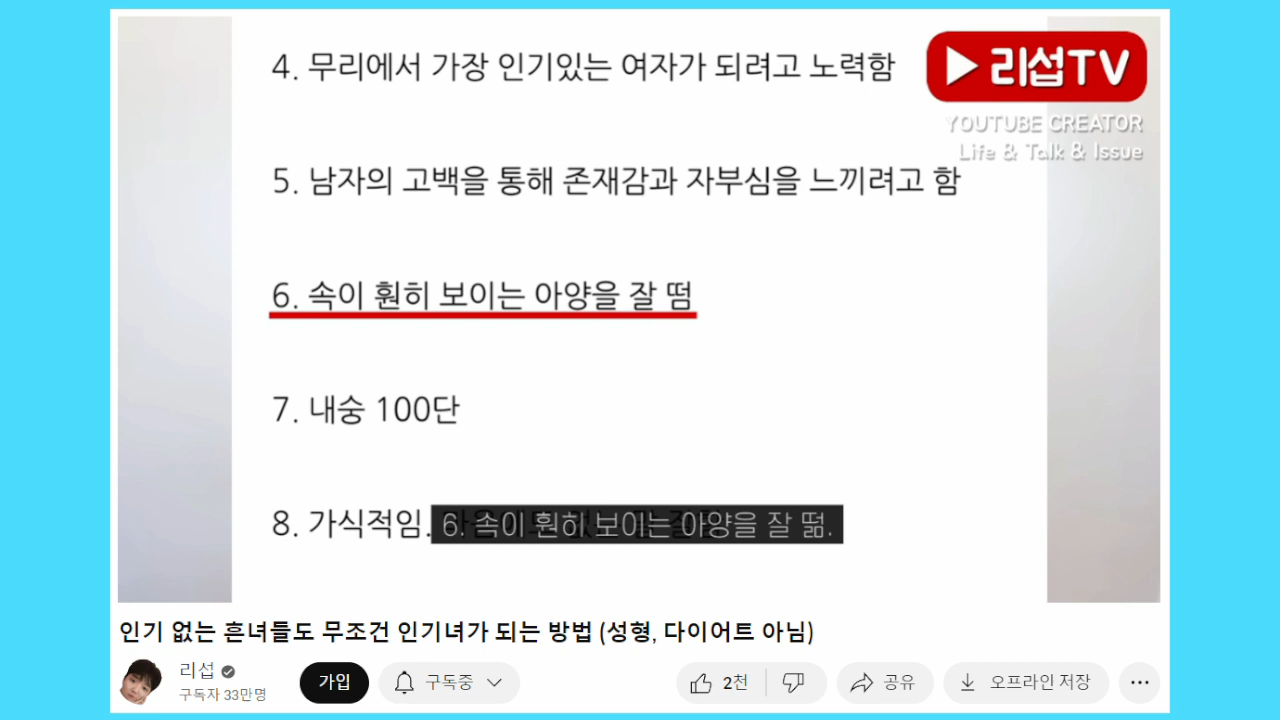 4. 무리에서 가장 인기있는 여자가 되려고 노력함
리섭TV
YOUTUBE CREATOR
Life & Talk & Issue
5. 남자의 고백을 통해 존재감과 자부심을 느끼려고 함
6. 속이 훤히 보이는 아양을 잘 떰
7. 내숭 100단
8. 가식적임.
6. 속이 훤히 보이는 아양을 잘 떪.
인기 없는 흔녀들도 무조건 인기녀가 되는 방법 (성형, 다이어트 아님)
리섭
구독자 33만명
가입
구독중
2천
공유
오프라인 저장